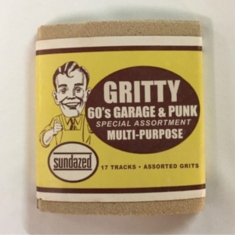 GRITTY
60's GARAGE & PUNK
SPECIAL ASSORTMENT
MULTI-PURPOSE
sundazed
17 TRACKS • ASSORTED GRITS